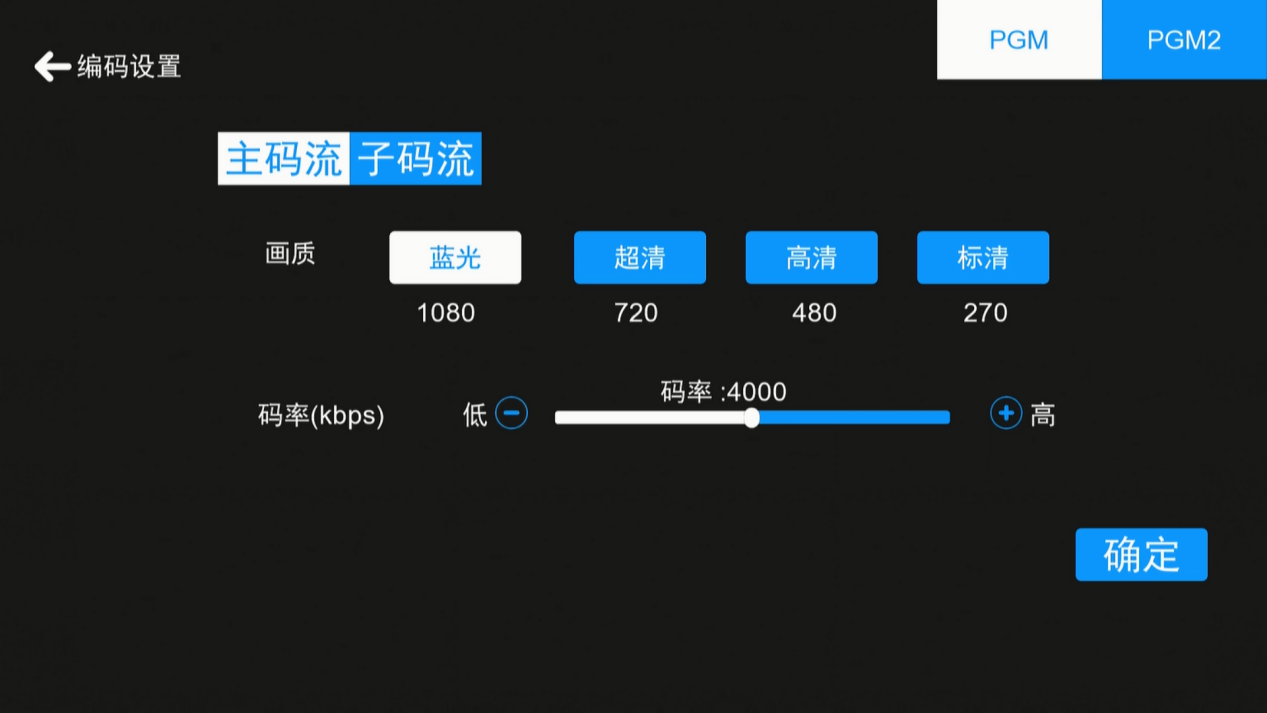 PGM PGM2
编码设置
主码流 子码流
画质 蓝光 超清 高清 标清
1080 720 480 270
码率 :4000
码率(kbps) 低 高
确定